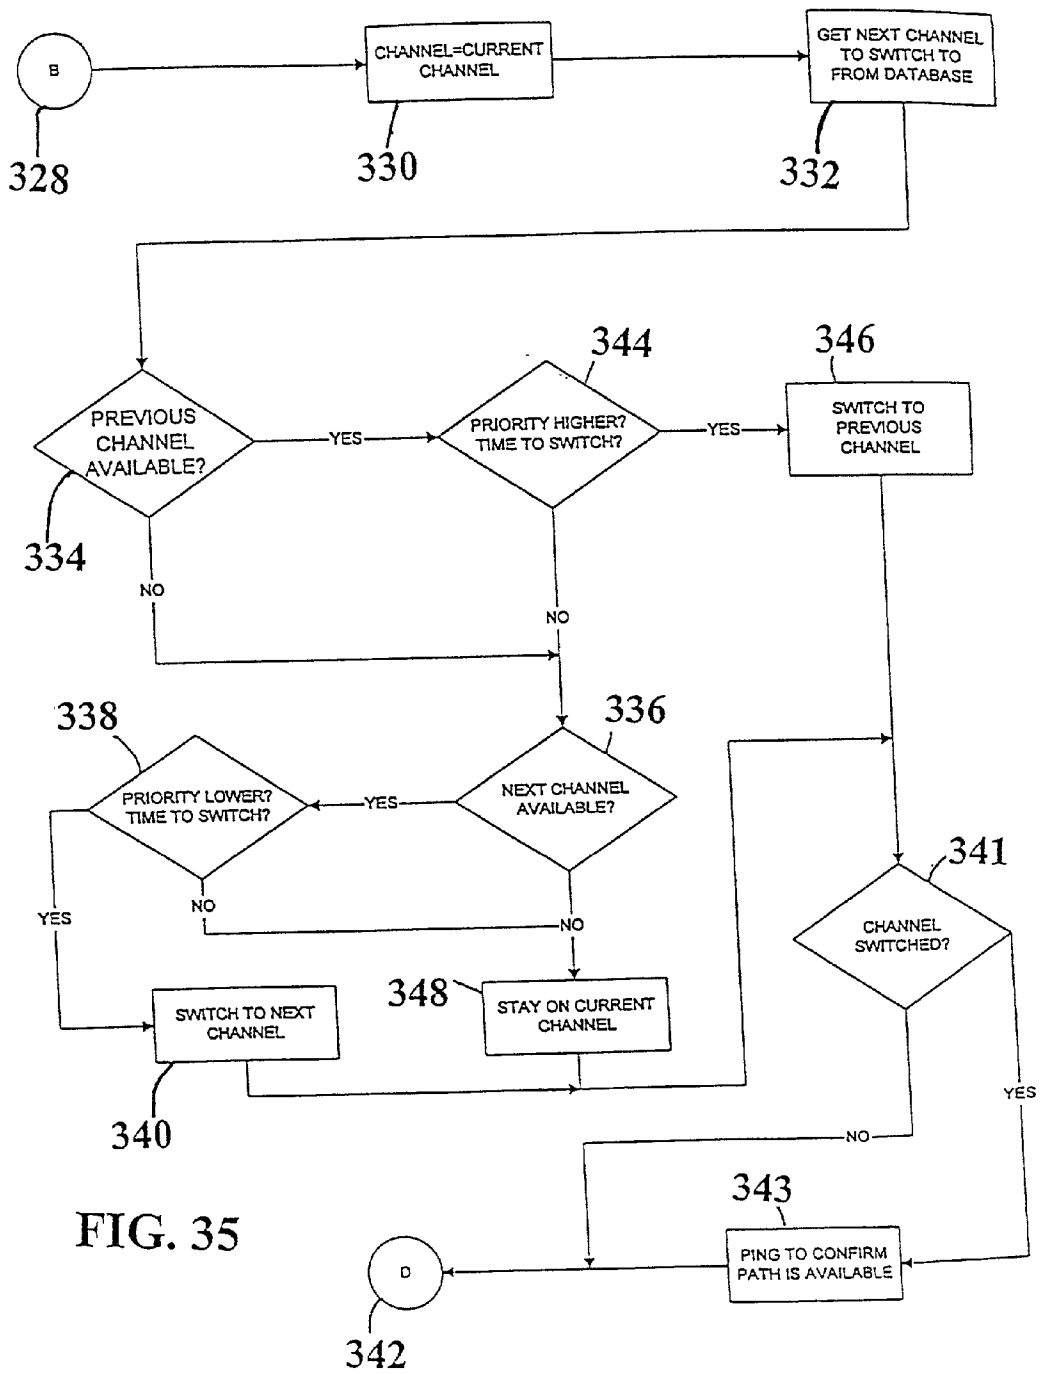 B
CHANNEL=CURRENT
CHANNEL
GET NEXT CHANNEL
TO SWITCH TO
FROM DATABASE
328
330
332
344
346
PREVIOUS
CHANNEL
AVAILABLE?
YES
PRIORITY HIGHER?
TIME TO SWITCH?
YES
SWITCH TO
PREVIOUS
CHANNEL
334
NO
NO
338
336
PRIORITY LOWER?
TIME TO SWITCH?
YES
NEXT CHANNEL
AVAILABLE?
341
YES
NO
NO
CHANNEL
SWITCHED?
348
SWITCH TO NEXT
CHANNEL
STAY ON CURRENT
CHANNEL
YES
340
NO
343
FIG. 35
D
PING TO CONFIRM
PATH IS AVAILABLE
342